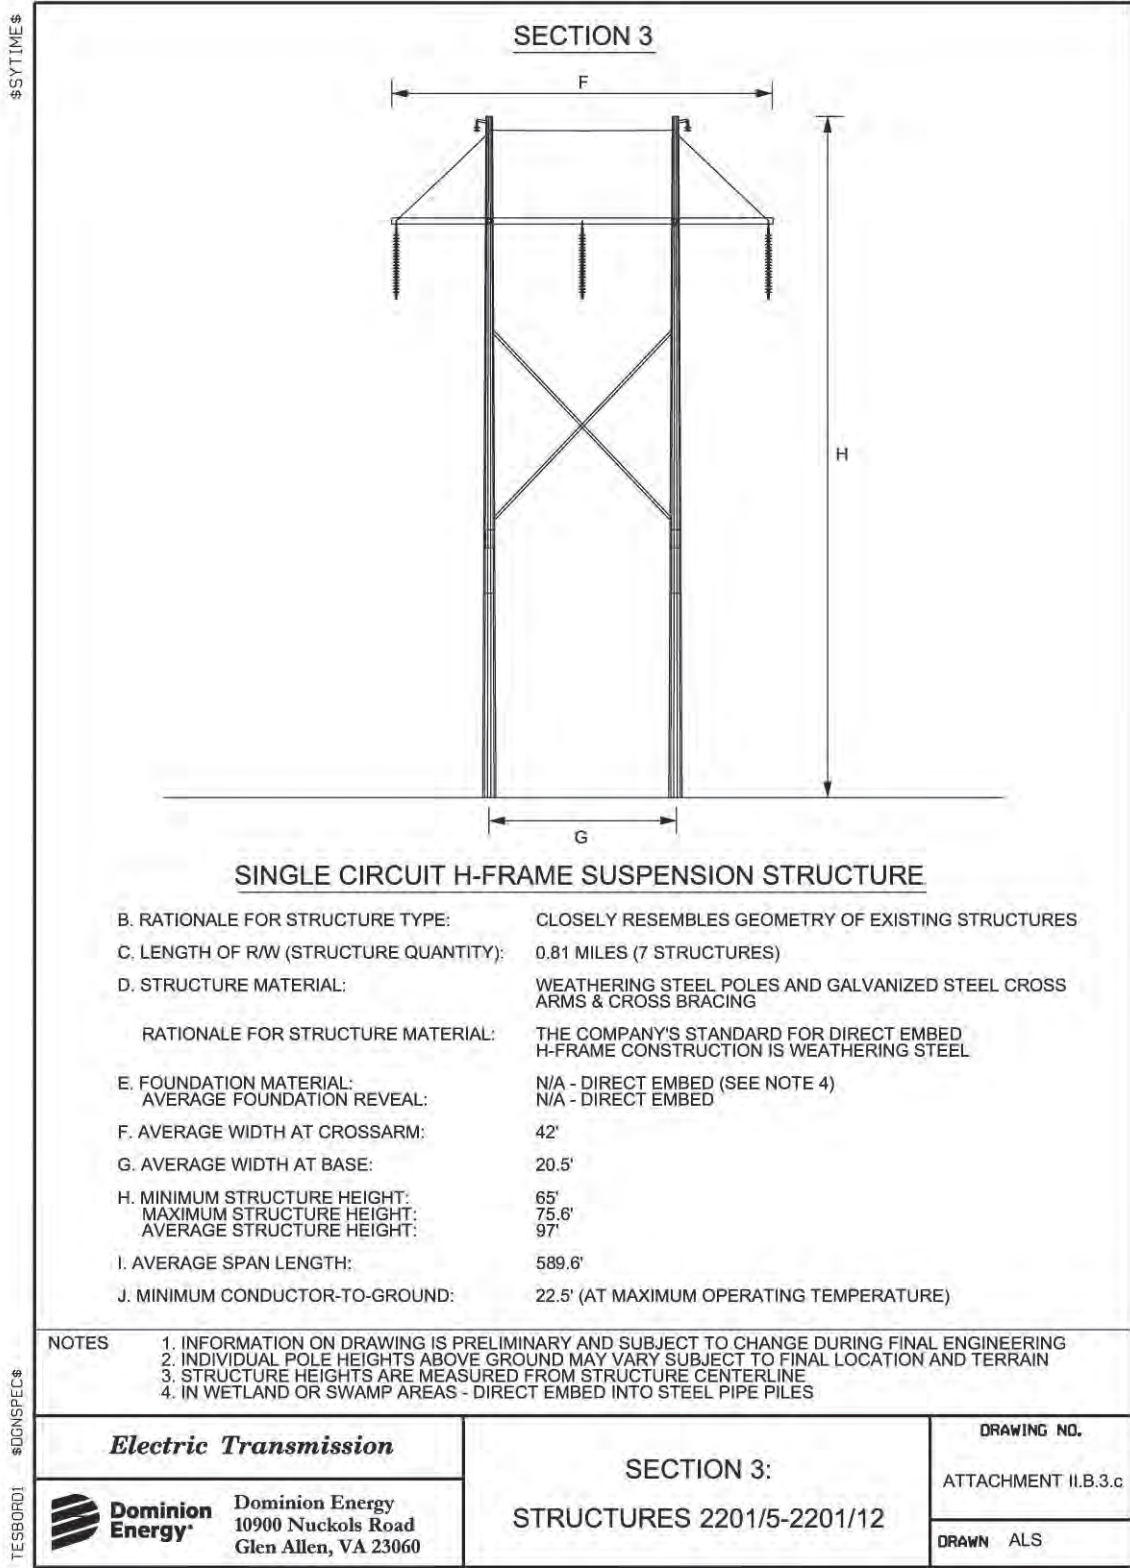 $SYTIME$
SECTION 3
F
H
G
SINGLE CIRCUIT H-FRAME SUSPENSION STRUCTURE
B. RATIONALE FOR STRUCTURE TYPE: CLOSELY RESEMBLES GEOMETRY OF EXISTING STRUCTURES
C. LENGTH OF R/W (STRUCTURE QUANTITY): 0.81 MILES (7 STRUCTURES)
D. STRUCTURE MATERIAL: WEATHERING STEEL POLES AND GALVANIZED STEEL CROSS
ARMS & CROSS BRACING
RATIONALE FOR STRUCTURE MATERIAL: THE COMPANY'S STANDARD FOR DIRECT EMBED
H-FRAME CONSTRUCTION IS WEATHERING STEEL
E. FOUNDATION MATERIAL: N/A - DIRECT EMBED (SEE NOTE 4)
AVERAGE FOUNDATION REVEAL: N/A - DIRECT EMBED
F. AVERAGE WIDTH AT CROSSARM: 42'
G. AVERAGE WIDTH AT BASE: 20.5'
H. MINIMUM STRUCTURE HEIGHT: 65'
MAXIMUM STRUCTURE HEIGHT: 75.6'
AVERAGE STRUCTURE HEIGHT: 97'
I. AVERAGE SPAN LENGTH: 589.6'
J. MINIMUM CONDUCTOR-TO-GROUND: 22.5' (AT MAXIMUM OPERATING TEMPERATURE)
NOTES 1. INFORMATION ON DRAWING IS PRELIMINARY AND SUBJECT TO CHANGE DURING FINAL ENGINEERING
2. INDIVIDUAL POLE HEIGHTS ABOVE GROUND MAY VARY SUBJECT TO FINAL LOCATION AND TERRAIN
3. STRUCTURE HEIGHTS ARE MEASURED FROM STRUCTURE CENTERLINE
4. IN WETLAND OR SWAMP AREAS - DIRECT EMBED INTO STEEL PIPE PILES
TESBORD1 $DGNSPEC$
Electric Transmission
Dominion
Energy
Dominion Energy
10900 Nuckols Road
Glen Allen, VA 23060
SECTION 3:
STRUCTURES 2201/5-2201/12
DRAWING NO.
ATTACHMENT II.B.3.c
DRAWN ALS